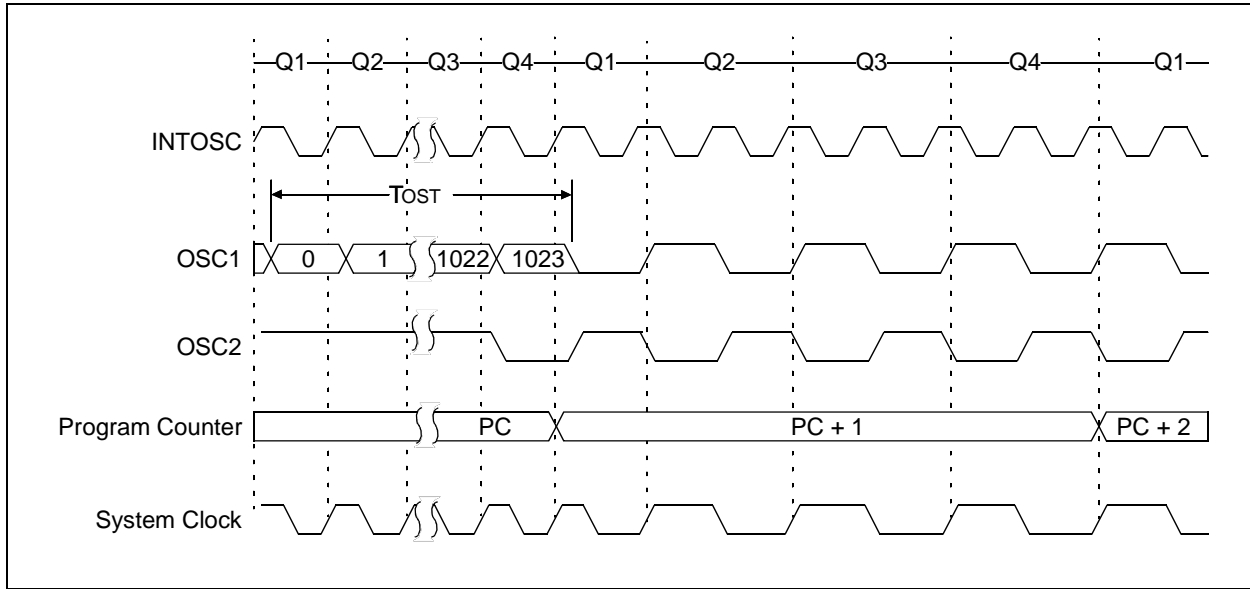 Q1 Q2 Q3 Q4 Q1 Q2 Q3 Q4 Q1
INTOSC
TOST
OSC1 0 1 1022 1023
OSC2
Program Counter PC PC + 1 PC + 2
System Clock